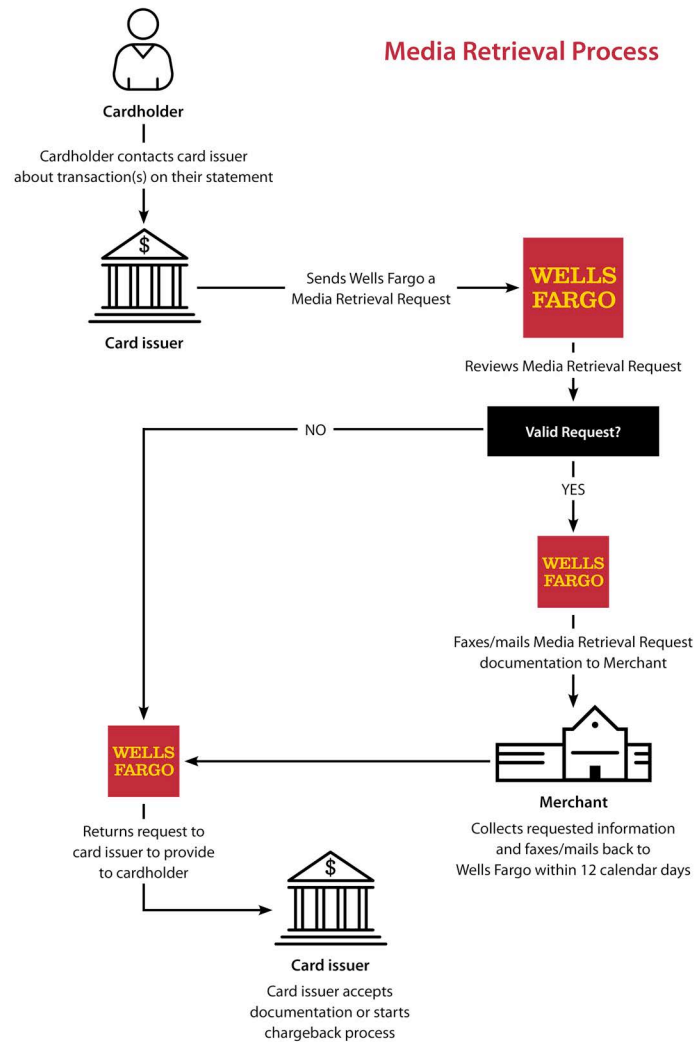 Media Retrieval Process
Cardholder
Cardholder contacts card issuer
about transaction(s) on their statement
$
Card issuer
Sends Wells Fargo a
Media Retrieval Request
WELLS
FARGO
Reviews Media Retrieval Request
Valid Request?
NO
YES
WELLS
FARGO
Faxes/mails Media Retrieval Request
documentation to Merchant
Merchant
Collects requested information
and faxes/mails back to
Wells Fargo within 12 calendar days
WELLS
FARGO
Returns request to
card issuer to provide
to cardholder
$
Card issuer
Card issuer accepts
documentation or starts
chargeback process